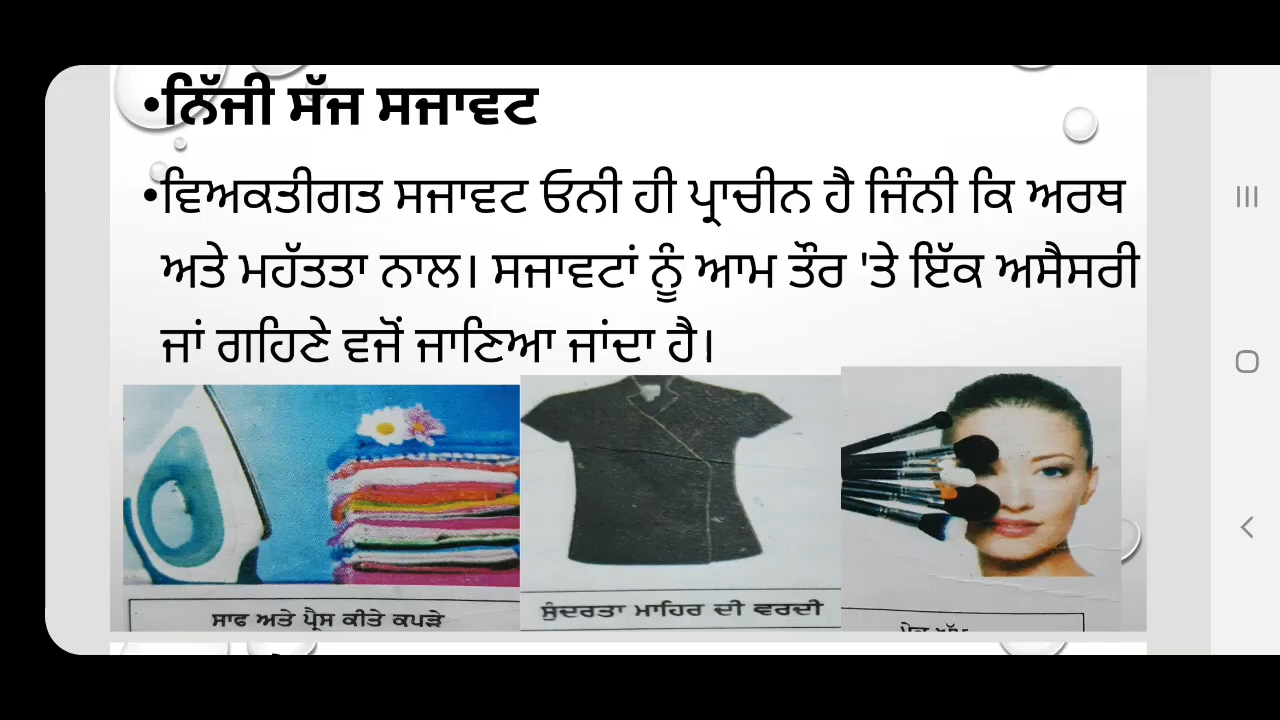 •ਨਿੱਜੀ ਸੱਜ ਸਜਾਵਟ
•ਵਿਅਕਤੀਗਤ ਸਜਾਵਟ ਓਨੀ ਹੀ ਪ੍ਰਾਚੀਨ ਹੈ ਜਿੰਨੀ ਕਿ ਅਰਥ
ਅਤੇ ਮਹੱਤਤਾ ਨਾਲ। ਸਜਾਵਟਾਂ ਨੂੰ ਆਮ ਤੌਰ 'ਤੇ ਇੱਕ ਅਸੈਸਰੀ
ਜਾਂ ਗਹਿਣੇ ਵਜੋਂ ਜਾਣਿਆ ਜਾਂਦਾ ਹੈ।
ਸਾਫ ਅਤੇ ਪ੍ਰੈਸ ਕੀਤੇ ਕਪੜੇ
ਸੁੰਦਰਤਾ ਮਾਹਿਰ ਦੀ ਵਰਦੀ